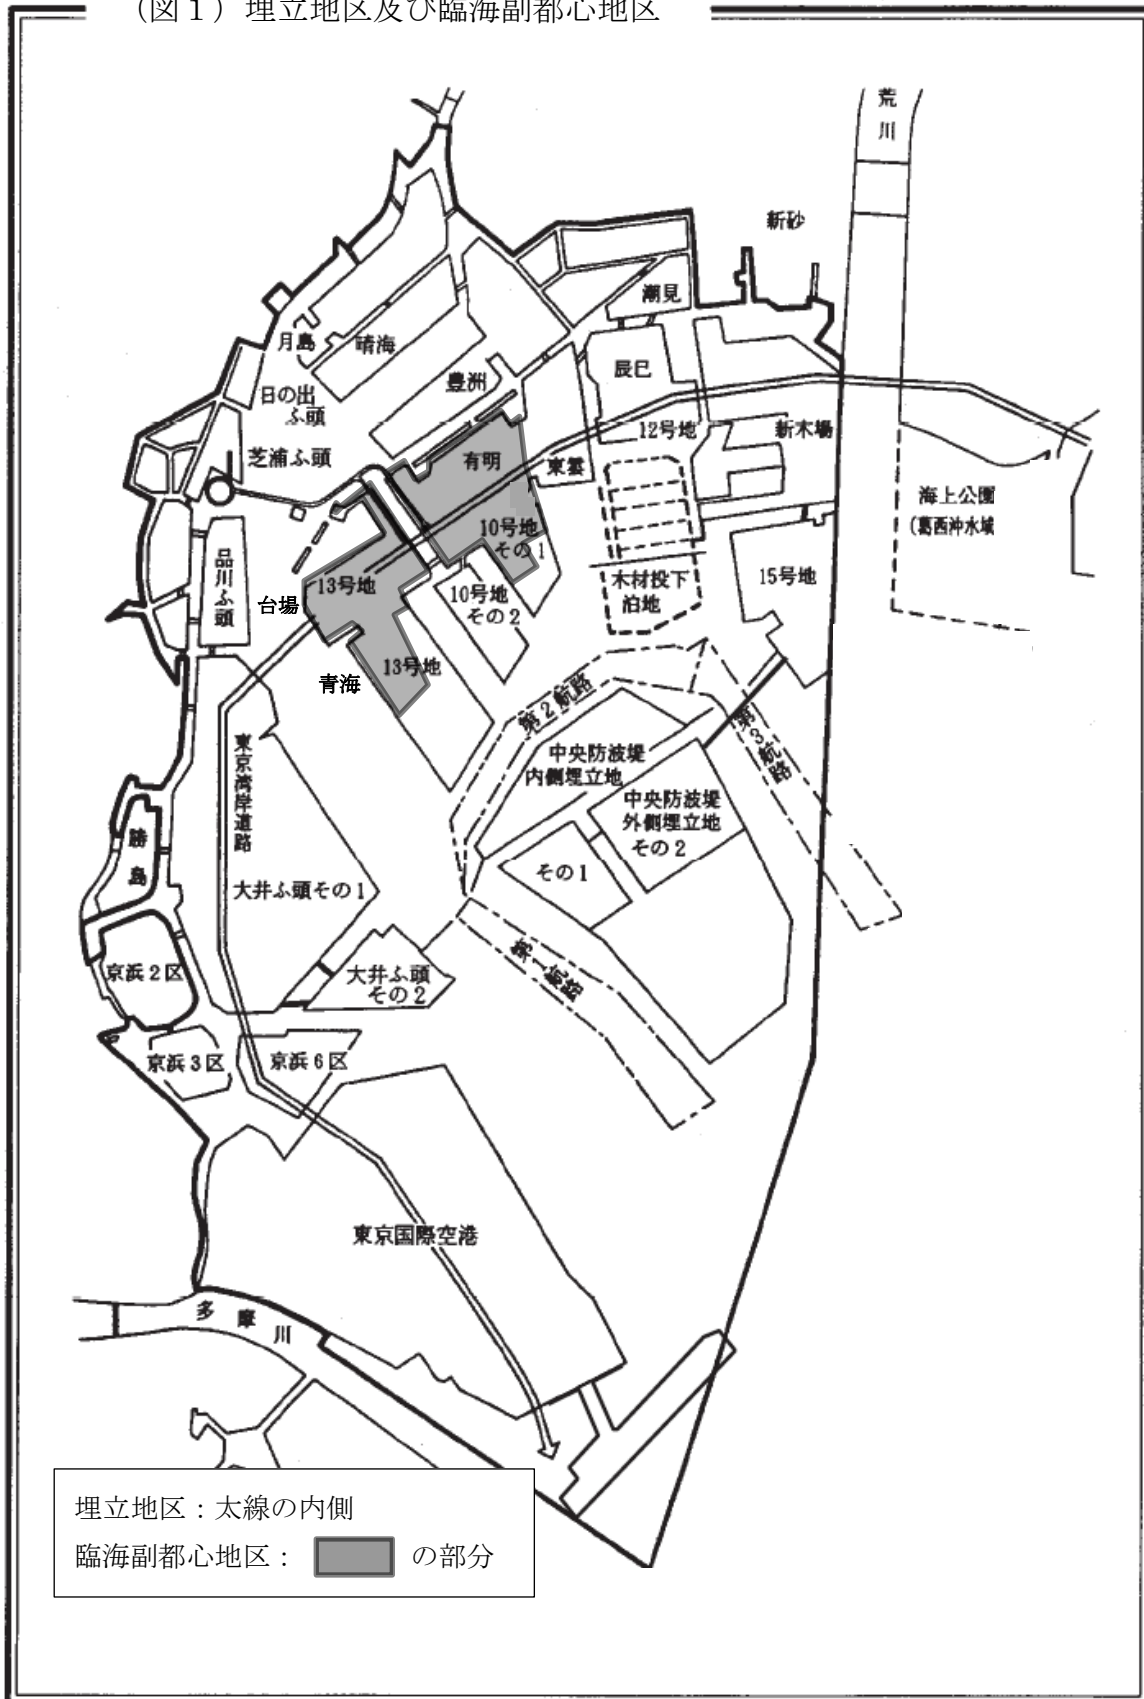 (図１) 埋立地区及び臨海副都心地区
荒川
新砂
潮見
月島
晴海
辰巳
豊洲
日の出
ふ頭
12号地
新木場
芝浦ふ頭
有明
東雲
海上公園
(葛西沖水域
10号地
その１
品川ふ頭
13号地
台場
10号地
その２
木材投下
泊地
15号地
13号地
青海
第２航路
第３航路
東京湾岸道路
中央防波堤
内側埋立地
中央防波堤
外側埋立地
その２
勝島
その１
大井ふ頭その１
第１航路
京浜２区
大井ふ頭
その２
京浜３区
京浜６区
東京国際空港
多摩川
埋立地区：太線の内側
臨海副都心地区： の部分